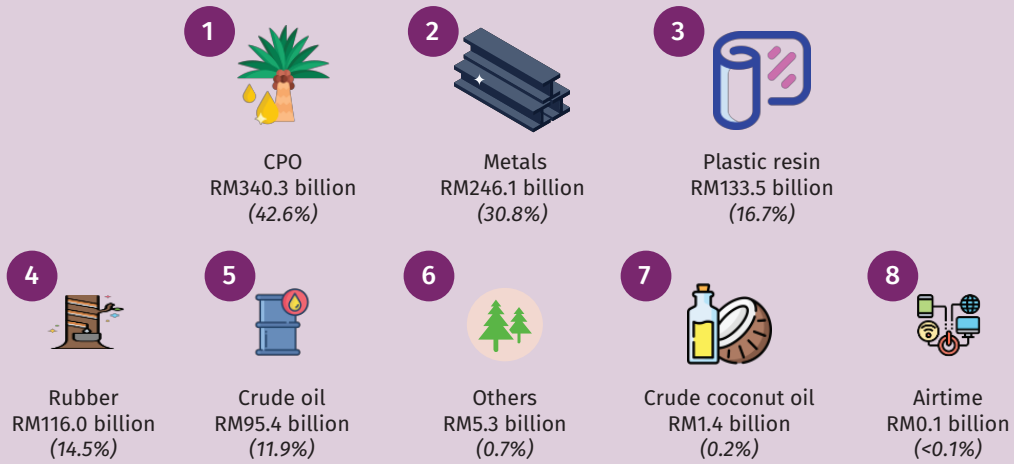 1
CPO
RM340.3 billion
(42.6%)
2
Metals
RM246.1 billion
(30.8%)
3
Plastic resin
RM133.5 billion
(16.7%)
4
Rubber
RM116.0 billion
(14.5%)
5
Crude oil
RM95.4 billion
(11.9%)
6
Others
RM5.3 billion
(0.7%)
7
Crude coconut oil
RM1.4 billion
(0.2%)
8
Airtime
RM0.1 billion
(<0.1%)